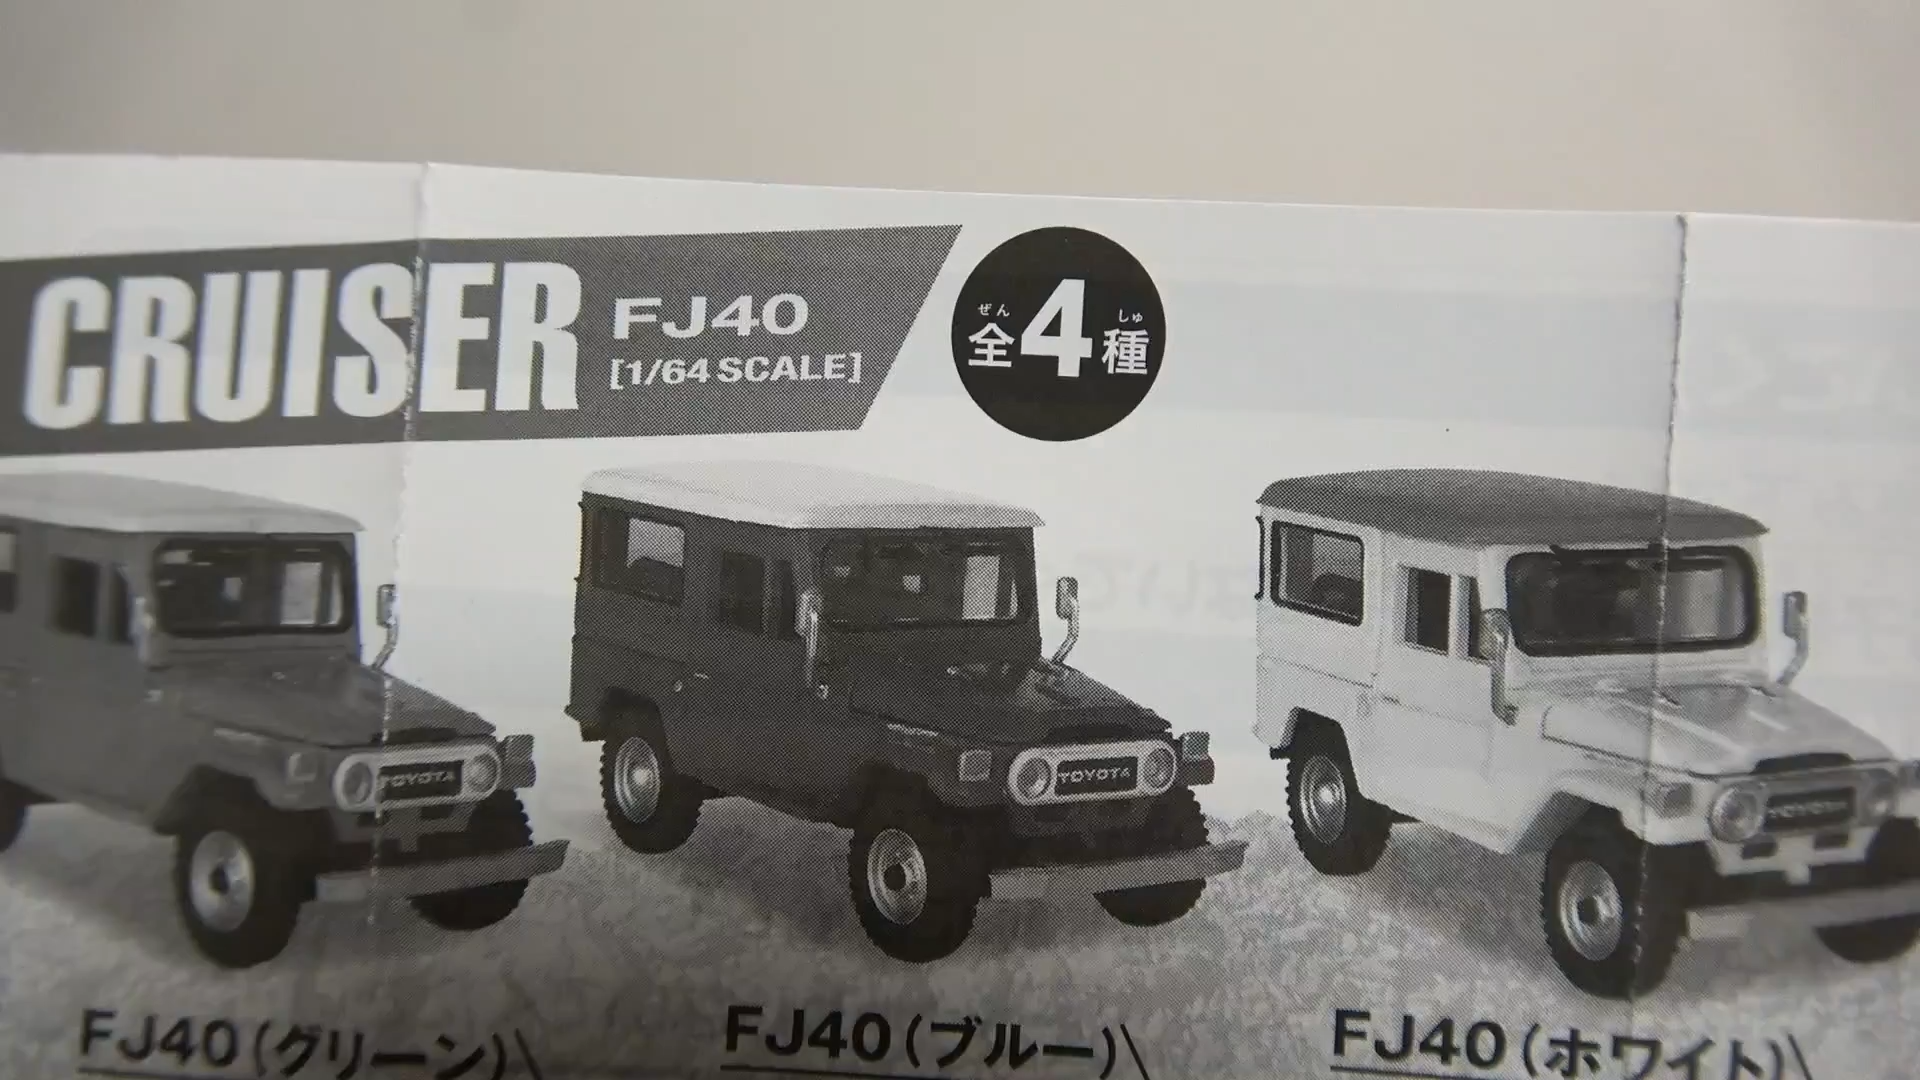 CRUISER
FJ40
[1/64 SCALE]
ぜん しゅ
全4種
TOYOTA
TOYOTA
TOYOTA
FJ40(グリーン)
FJ40(ブルー)
FJ40(ホワイト)